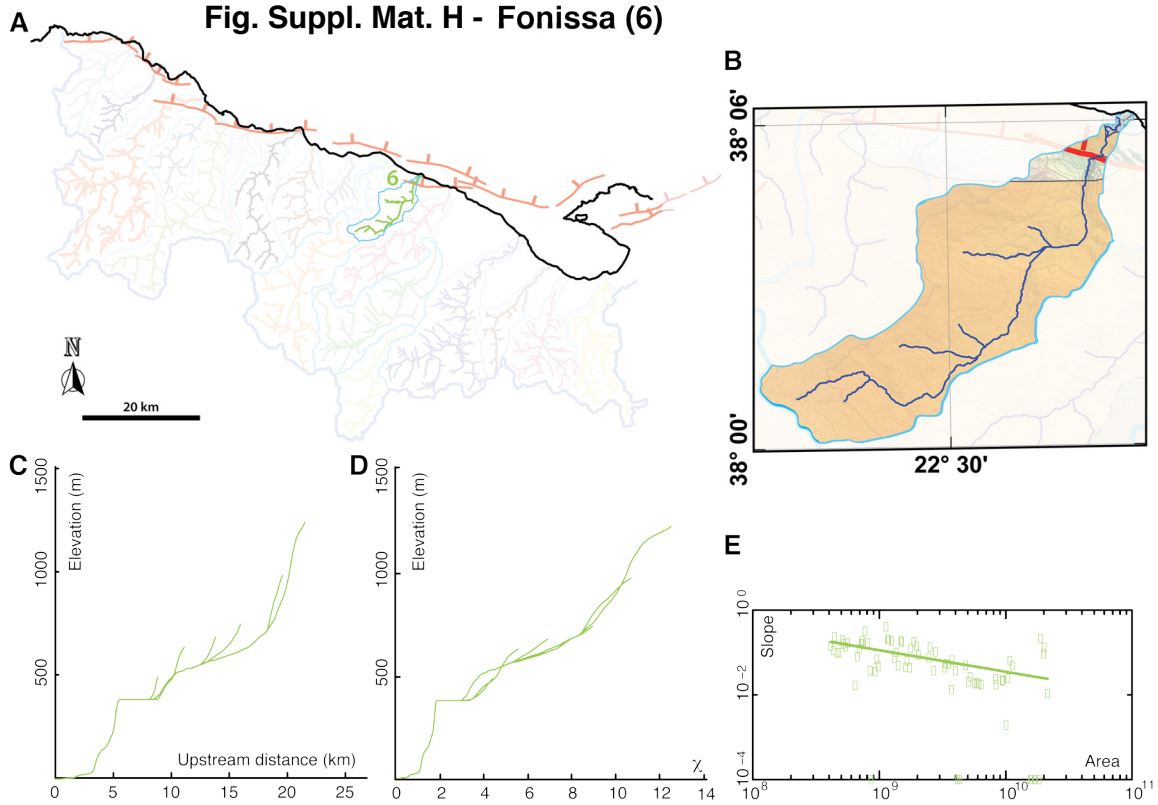 Fig. Suppl. Mat. H - Fonissa (6)
A
6
N
20 km
B
38° 06'
38° 00'
22° 30'
C
Elevation (m)
1500
1000
500
Upstream distance (km)
0 5 10 15 20 25
D
Elevation (m)
1500
1000
500
χ
0 2 4 6 8 10 12 14
E
Slope
10⁰
10⁻²
10⁻⁴
Area
10⁸ 10⁹ 10¹⁰ 10¹¹